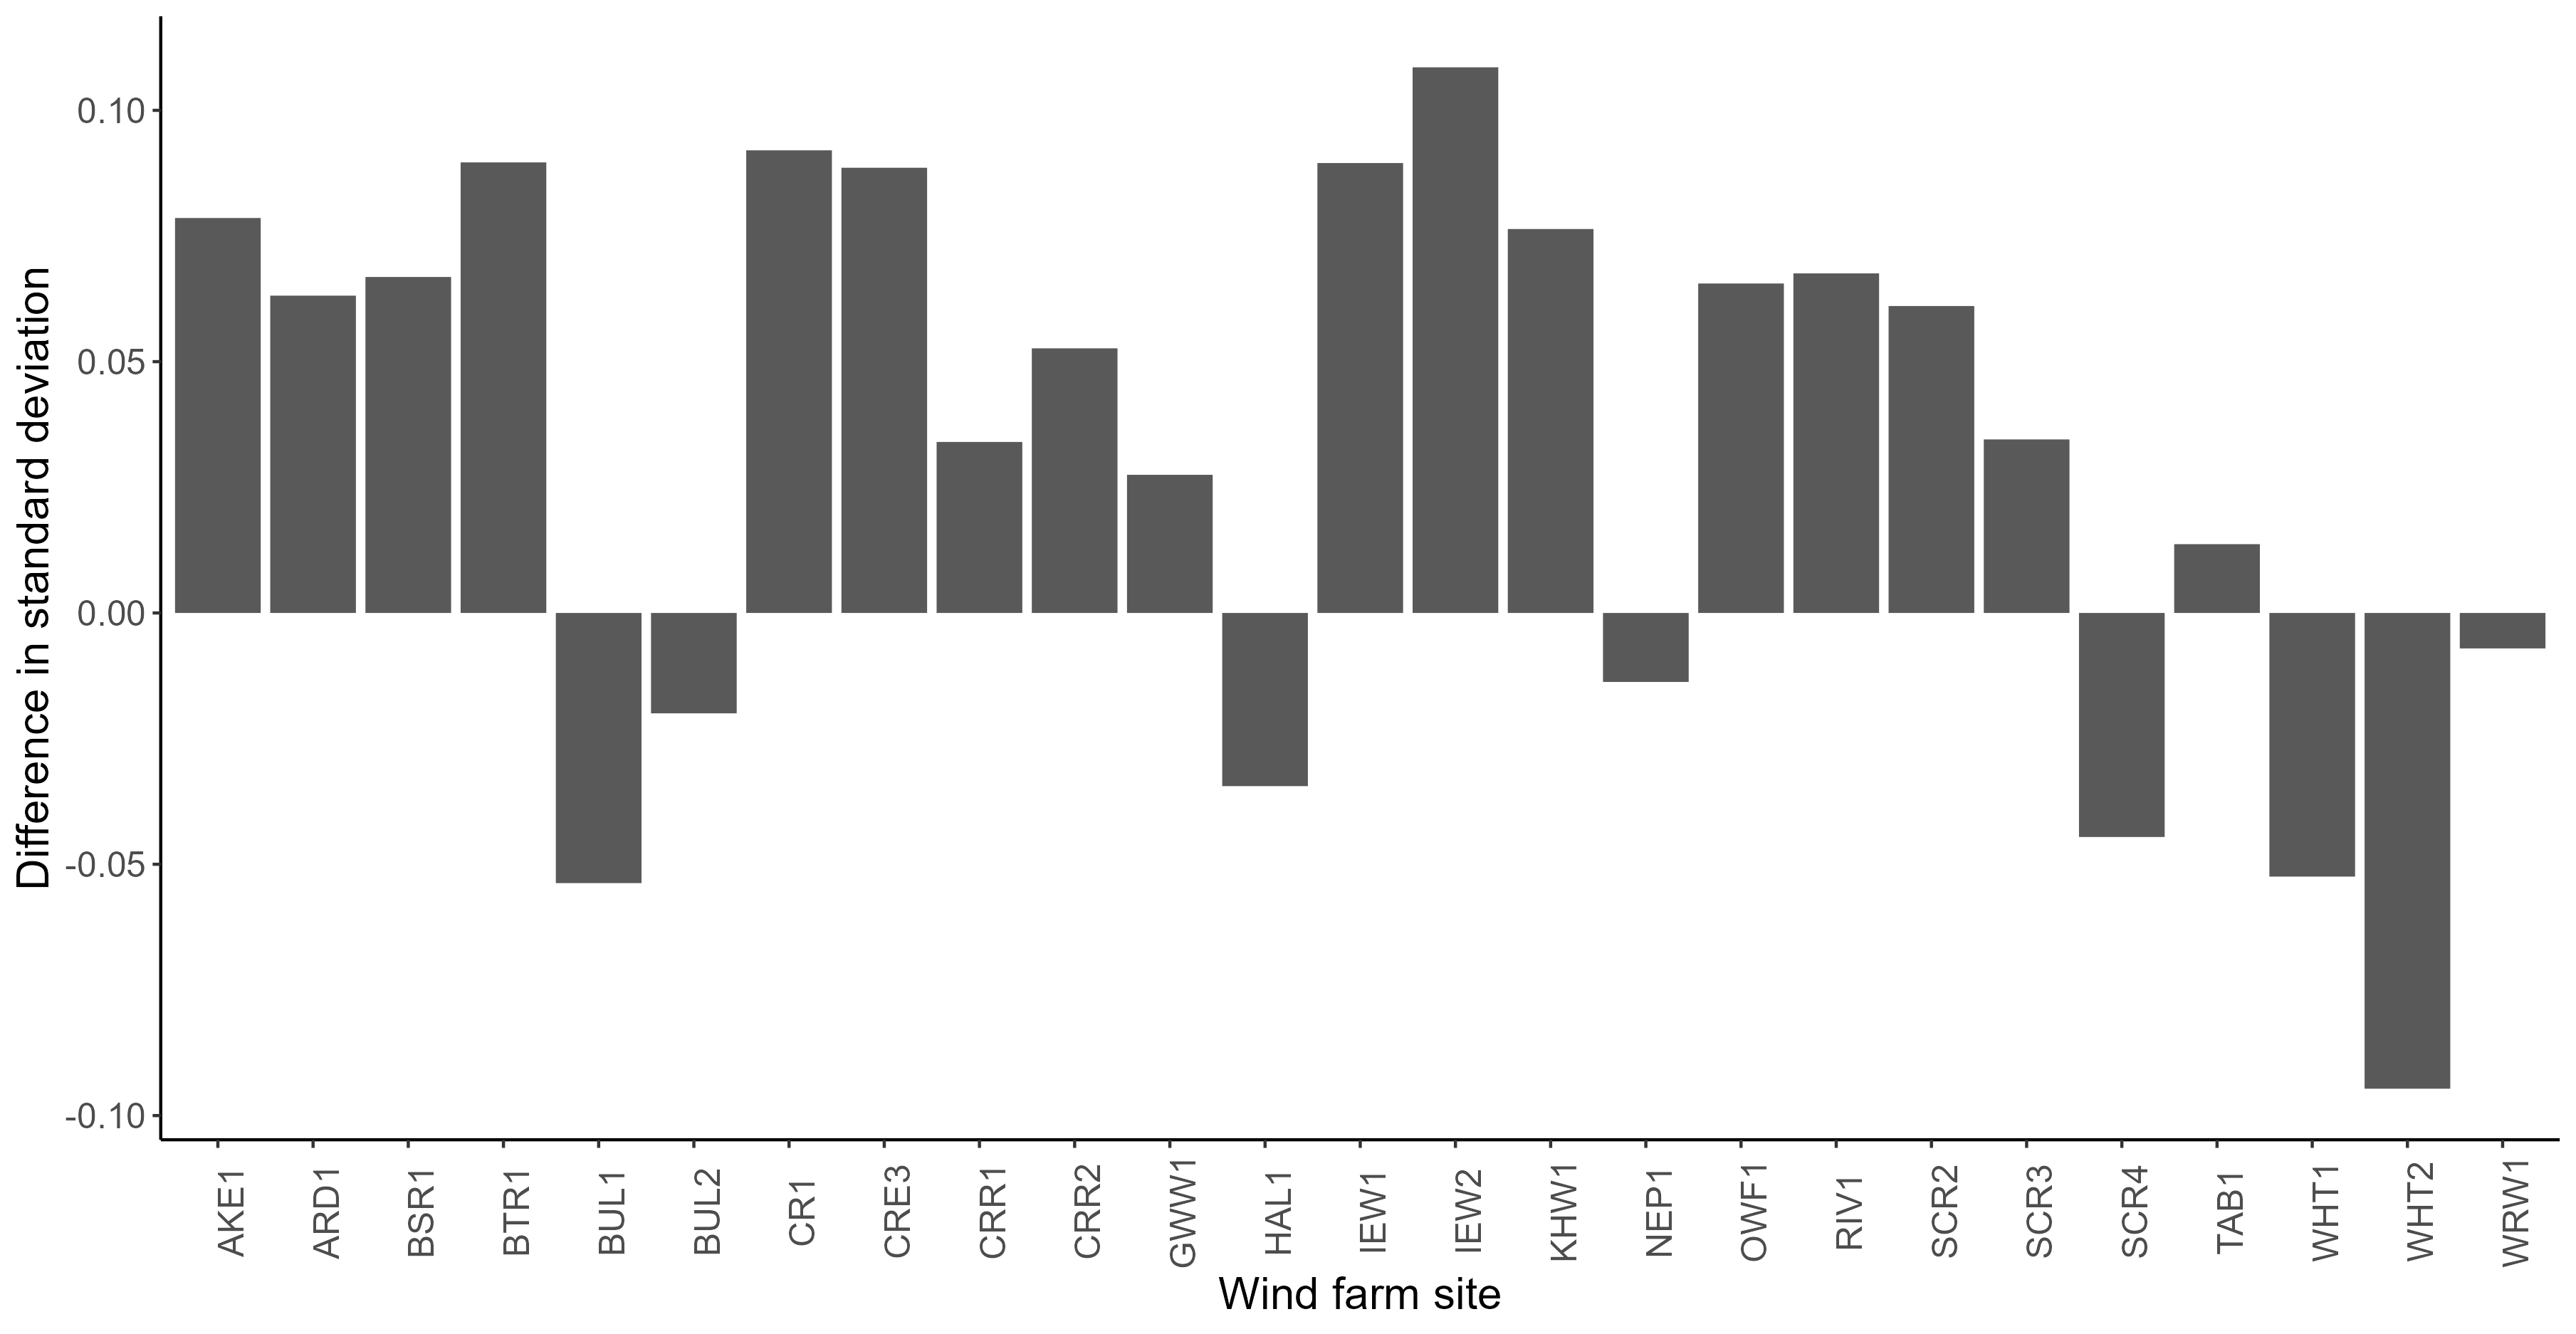 Difference in standard deviation
0.10
0.05
0.00
-0.05
-0.10
AKE1
ARD1
BSR1
BTR1
BUL1
BUL2
CR1
CRE3
CRR1
CRR2
GWW1
HAL1
IEW1
IEW2
KHW1
NEP1
OWF1
RIV1
SCR2
SCR3
SCR4
TAB1
WHT1
WHT2
WRW1
Wind farm site